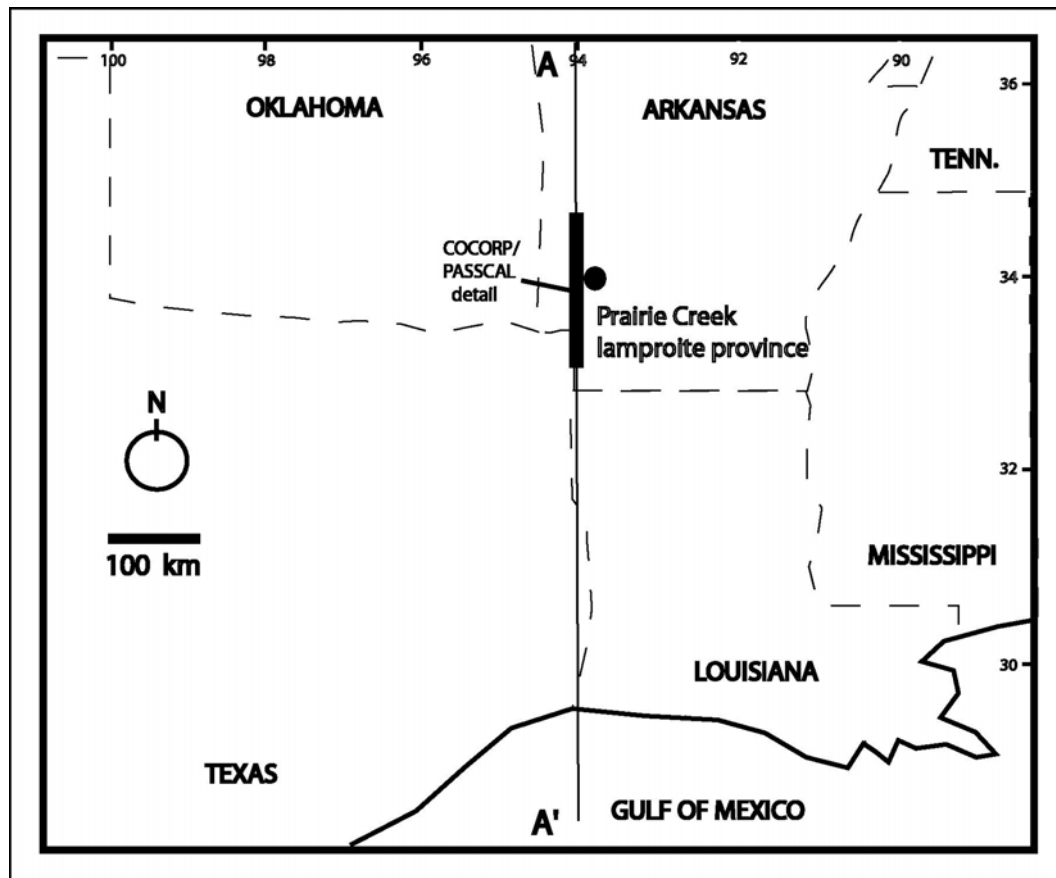 100
98
96
A
94
92
90
36
OKLAHOMA
ARKANSAS
TENN.
COCORP/
PASSCAL
detail
34
Prairie Creek
lamproite province
N
32
100 km
MISSISSIPPI
30
LOUISIANA
TEXAS
A'
GULF OF MEXICO